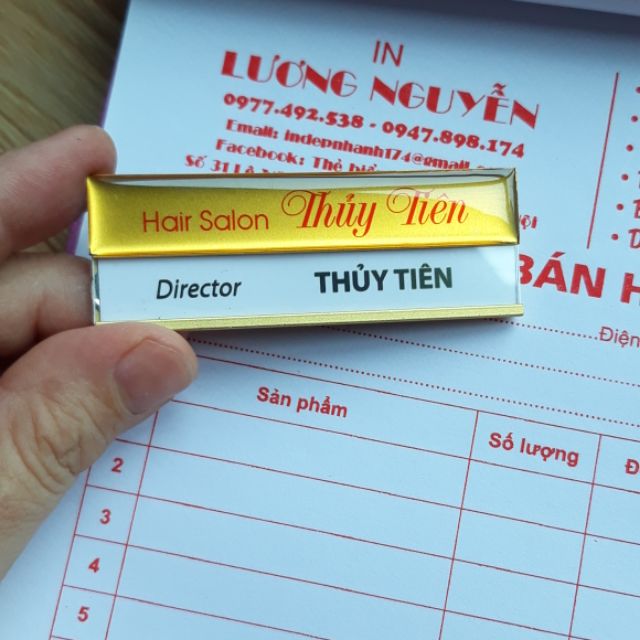 IN
LƯƠNG NGUYỄN
0977.492.538 - 0947.898.174
Email: indepnhanh174@gmail
Facebook: Thẻ
Số 31 Lê
Hair Salon Thủy Tiên
Director THỦY TIÊN
BÁN
Điện
Sản phẩm Số lượng
2
3
4
5